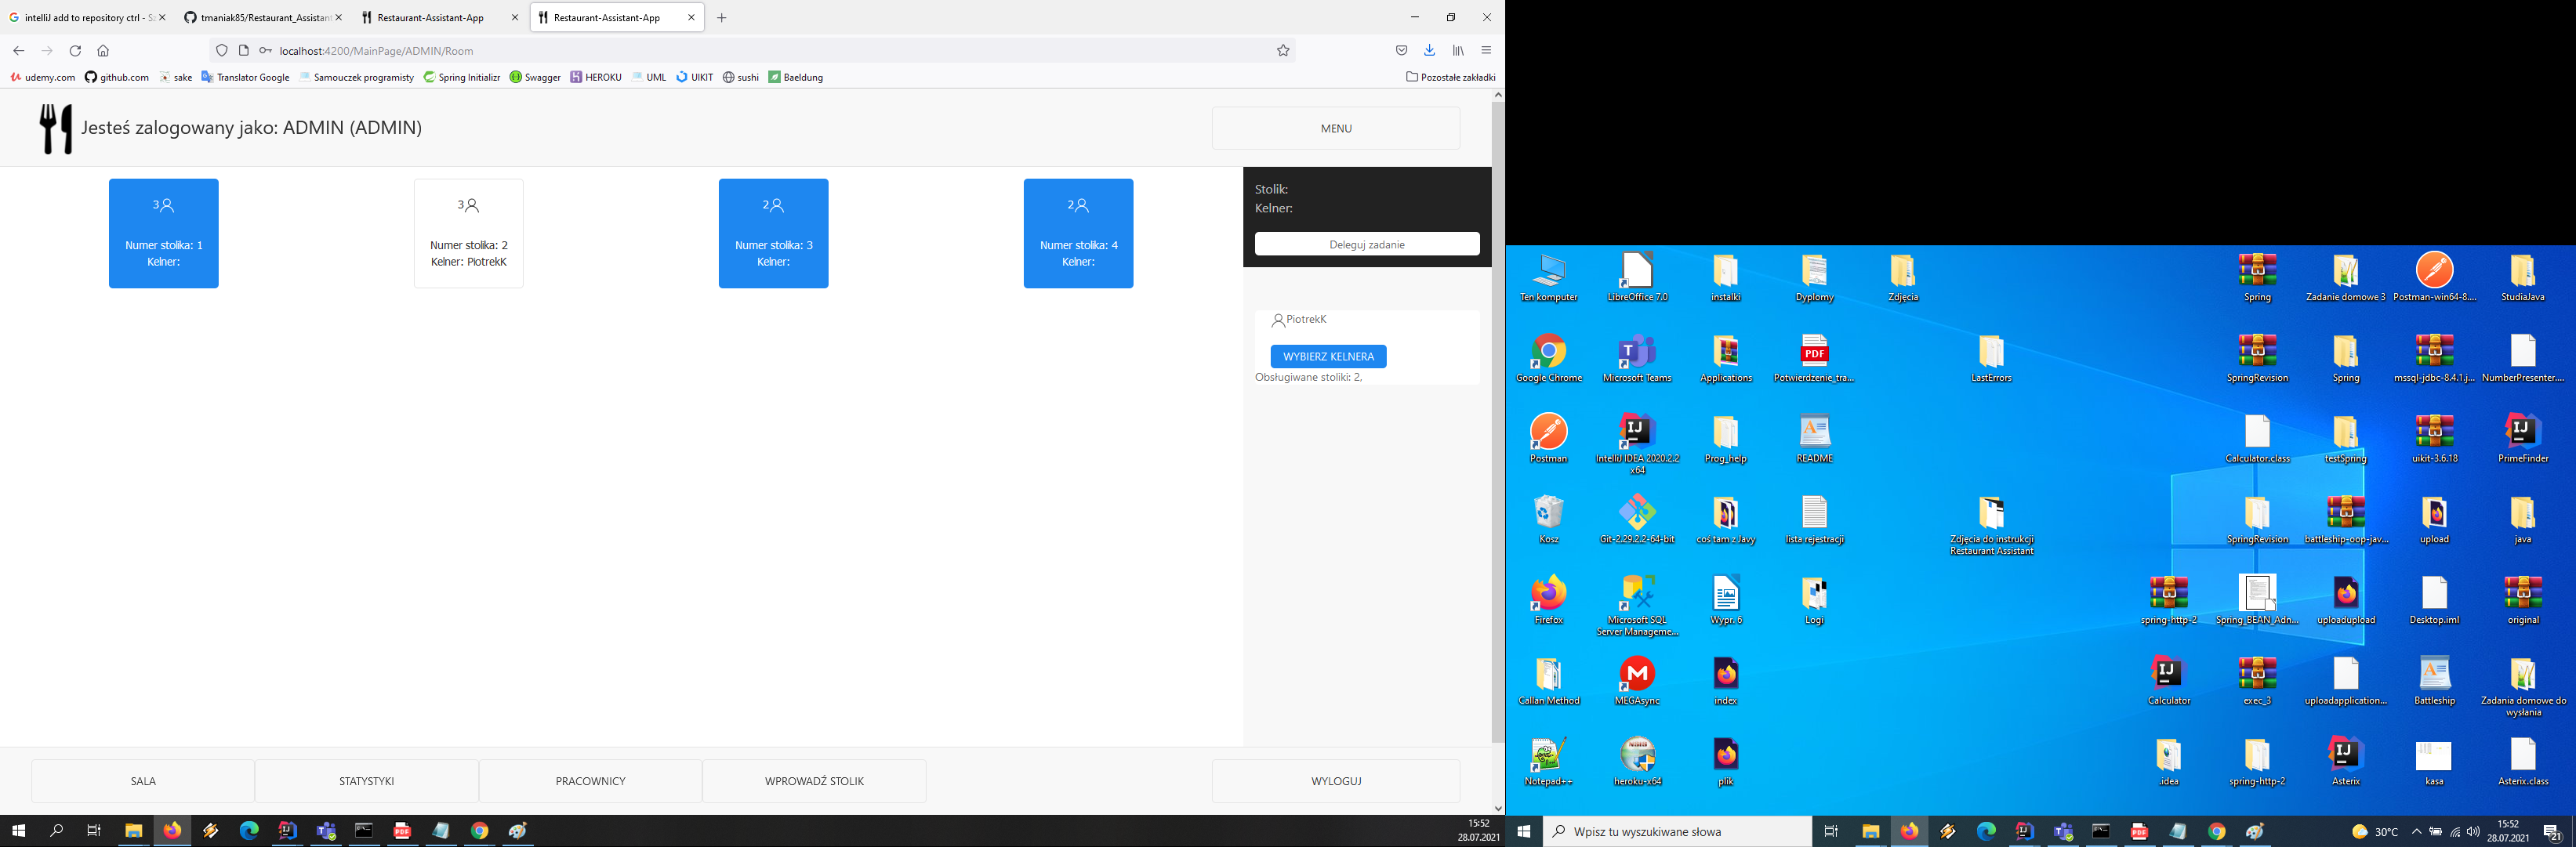 intelliJ add to repository ctrl - Sz
tmaniak85/Restaurant_Assistan
Restaurant-Assistant-App
Restaurant-Assistant-App
localhost:4200/MainPage/ADMIN/Room
udemy.com github.com sake Translator Google Samouczek programisty Spring Initializr Swagger HEROKU UML UIKIT sushi Baeldung Pozostałe zakładki
Jesteś zalogowany jako: ADMIN (ADMIN)
MENU
3
Numer stolika: 1
Kelner:
3
Numer stolika: 2
Kelner: PiotrekK
2
Numer stolika: 3
Kelner:
2
Numer stolika: 4
Kelner:
Stolik:
Kelner:
Deleguj zadanie
PiotrekK
WYBIERZ KELNERA
Obsługiwane stoliki: 2,
SALA STATYSTYKI PRACOWNICY WPROWADŹ STOLIK WYLOGUJ
15:52
28.07.2021
Ten komputer LibreOffice 7.0 instalki Dyplomy Zdjęcia Spring Zadanie domowe 3 Postman-win64-8.... StudiaJava
Google Chrome Microsoft Teams Applications Potwierdzenie_tra... LastErrors SpringRevision Spring mssql-jdbc-8.4.1.j... NumberPresenter....
Postman IntelliJ IDEA 2020.2.2 x64 Prog_help README Calculator.class testSpring uikit-3.6.18 PrimeFinder
Kosz Git-2.29.2.2-64-bit coś tam z Javy lista rejestracji Zdjęcia do instrukcji Restaurant Assistant SpringRevision battleship-oop-jav... upload java
Firefox Microsoft SQL Server Manageme... Wypr. 6 Logi spring-http-2 Spring_BEAN_Adn... uploadupload Desktop.iml original
Callan Method MEGAsync index Calculator exec_3 uploadapplication... Battleship Zadania domowe do wysłania
Notepad++ heroku-x64 plik .idea spring-http-2 Asterix kasa Asterix.class
Wpisz tu wyszukiwane słowa
30°C
15:52
28.07.2021
21